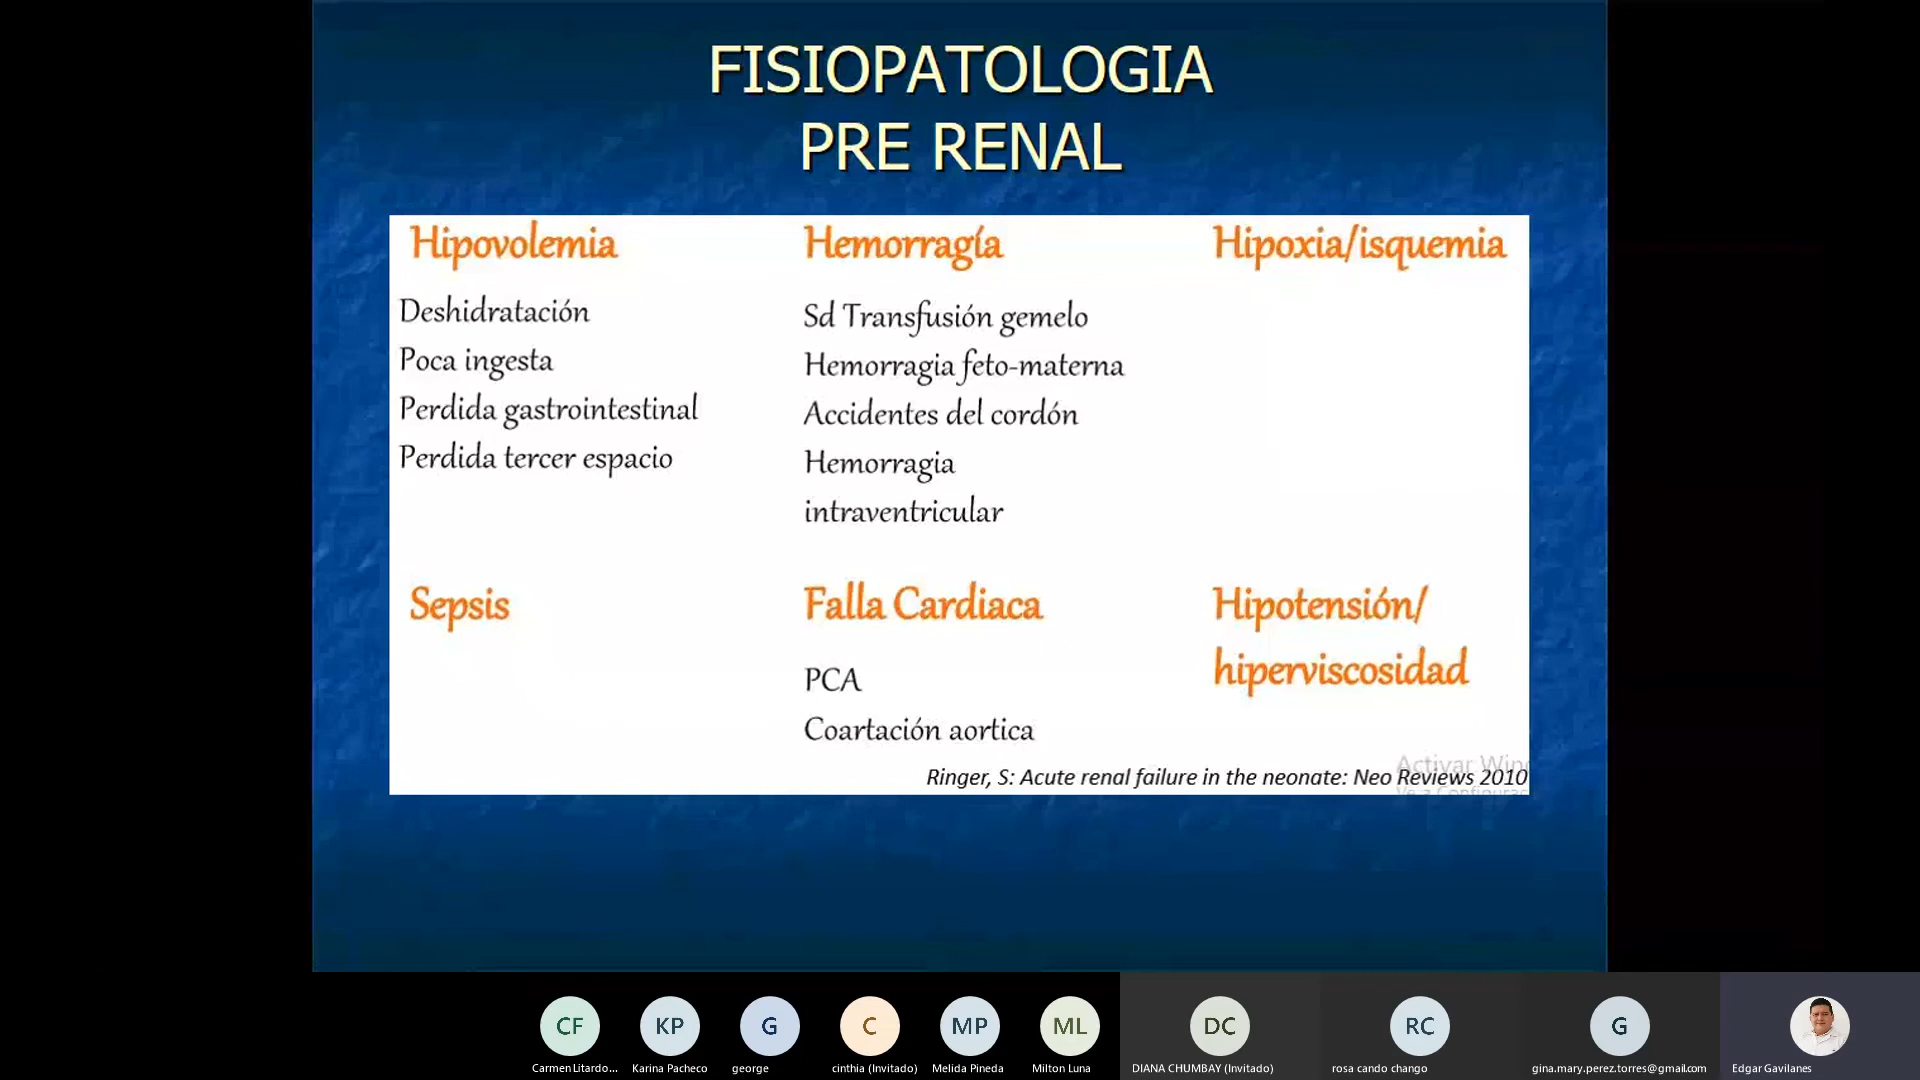 FISIOPATOLOGIA
PRE RENAL
Hipovolemia
Deshidratación
Poca ingesta
Perdida gastrointestinal
Perdida tercer espacio
Hemorragía
Sd Transfusión gemelo
Hemorragia feto-materna
Accidentes del cordón
Hemorragia
intraventricular
Hipoxia/isquemia
Sepsis
Falla Cardiaca
PCA
Coartación aortica
Hipotensión/
hiperviscosidad
Activar Wind
Ringer, S: Acute renal failure in the neonate: Neo Reviews 2010
CF
Carmen Litardo...
KP
Karina Pacheco
G
george
C
cinthia (Invitado)
MP
Melida Pineda
ML
Milton Luna
DC
DIANA CHUMBAY (Invitado)
RC
rosa cando chango
G
gina.mary.perez.torres@gmail.com
Edgar Gavilanes